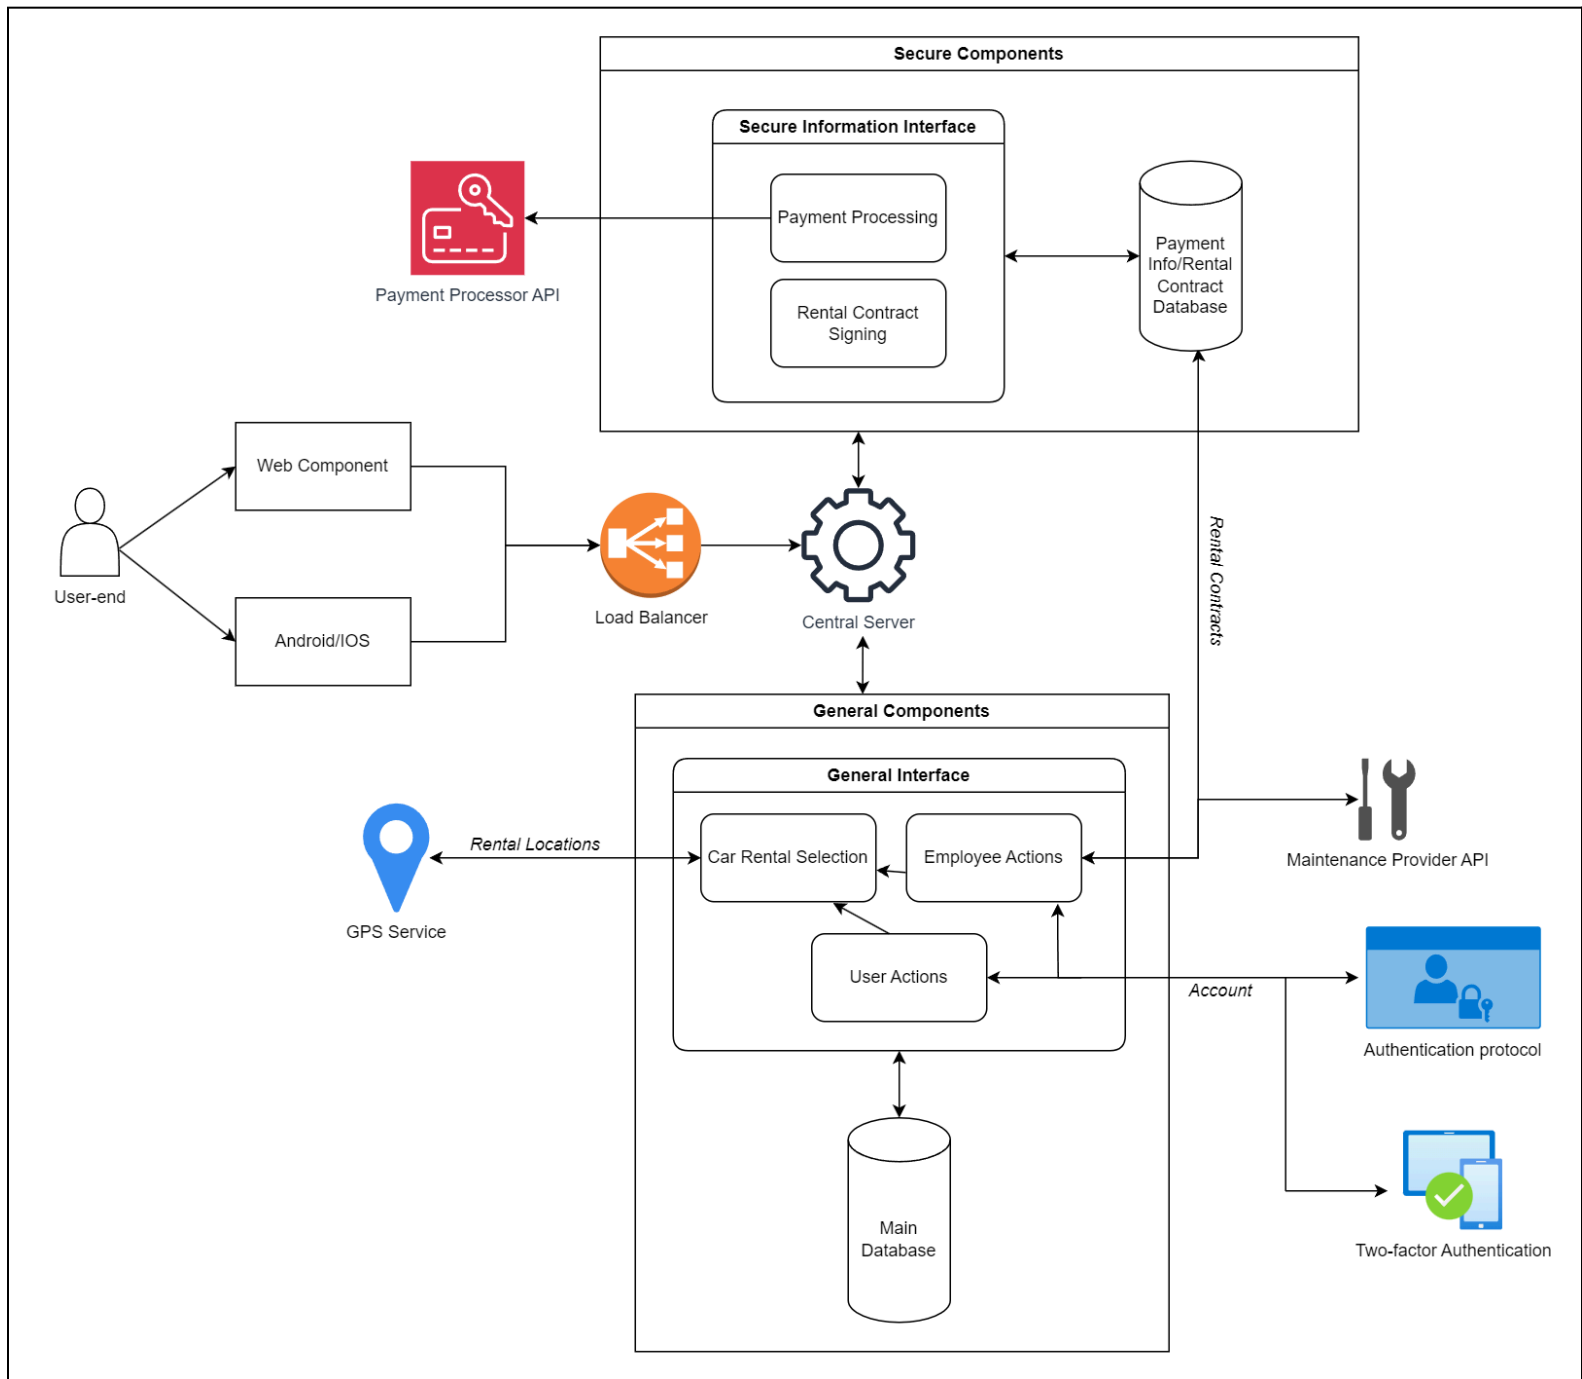 Secure Components
Secure Information Interface
Payment Processing
Payment
Info/Rental
Contract
Database
Payment Processor API
Rental Contract
Signing
Web Component
User-end
Android/IOS
Load Balancer
Central Server
Rental Contracts
General Components
General Interface
Car Rental Selection
Employee Actions
Rental Locations
GPS Service
Maintenance Provider API
User Actions
Account
Authentication protocol
Main
Database
Two-factor Authentication